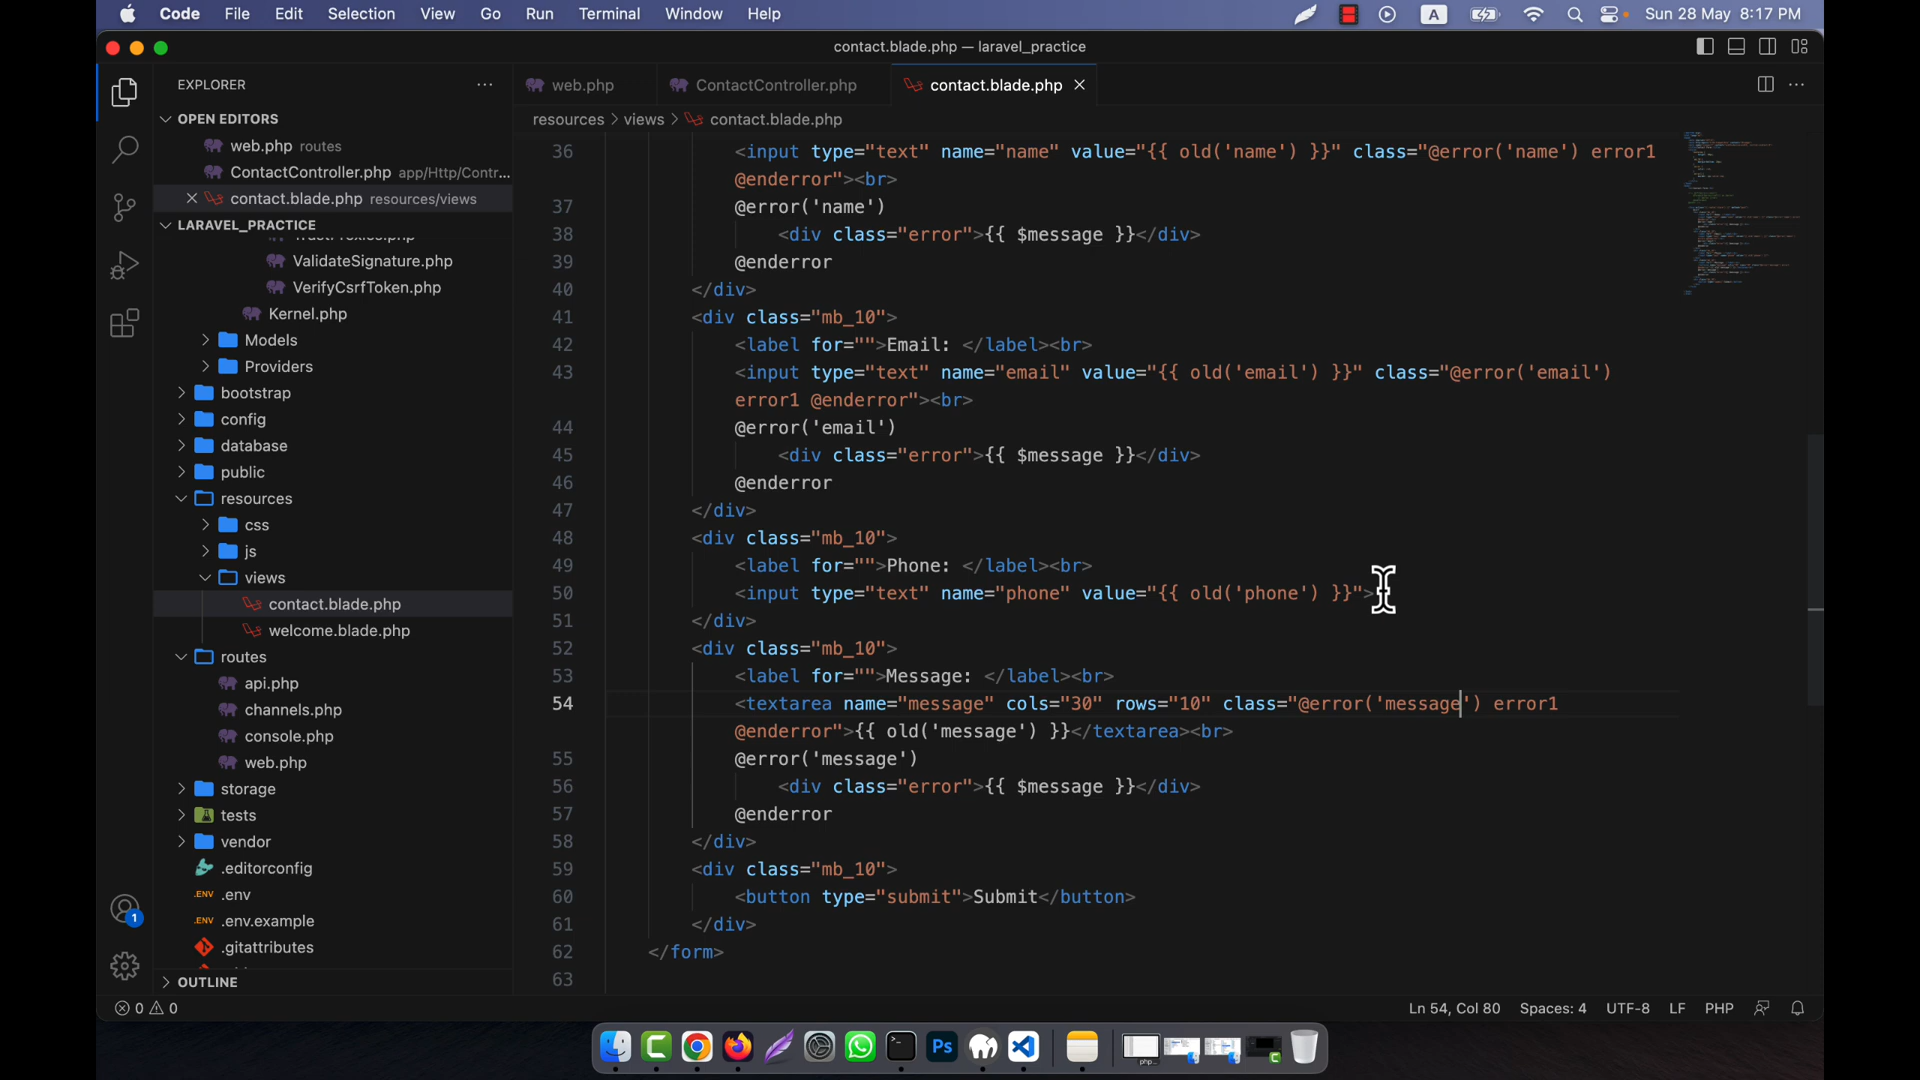 Code File Edit Selection View Go Run Terminal Window Help
A Sun 28 May 8:17 PM
contact.blade.php — laravel_practice
EXPLORER
OPEN EDITORS
web.php routes
ContactController.php app/Http/Contr...
contact.blade.php resources/views
LARAVEL_PRACTICE
TrustProxies.php
ValidateSignature.php
VerifyCsrfToken.php
Kernel.php
Models
Providers
bootstrap
config
database
public
resources
css
js
views
contact.blade.php
welcome.blade.php
routes
api.php
channels.php
console.php
web.php
storage
tests
vendor
.editorconfig
.ENV .env
.ENV .env.example
.gitattributes
OUTLINE
1
web.php ContactController.php contact.blade.php
resources > views > contact.blade.php
36 <input type="text" name="name" value="{{ old('name') }}" class="@error('name') error1
@enderror"><br>
37 @error('name')
38 <div class="error">{{ $message }}</div>
39 @enderror
40 </div>
41 <div class="mb_10">
42 <label for="">Email: </label><br>
43 <input type="text" name="email" value="{{ old('email') }}" class="@error('email')
error1 @enderror"><br>
44 @error('email')
45 <div class="error">{{ $message }}</div>
46 @enderror
47 </div>
48 <div class="mb_10">
49 <label for="">Phone: </label><br>
50 <input type="text" name="phone" value="{{ old('phone') }}">
51 </div>
52 <div class="mb_10">
53 <label for="">Message: </label><br>
54 <textarea name="message" cols="30" rows="10" class="@error('message') error1
@enderror">{{ old('message') }}</textarea><br>
55 @error('message')
56 <div class="error">{{ $message }}</div>
57 @enderror
58 </div>
59 <div class="mb_10">
60 <button type="submit">Submit</button>
61 </div>
62 </form>
63
0 0 Ln 54, Col 80 Spaces: 4 UTF-8 LF PHP
Ps
php...